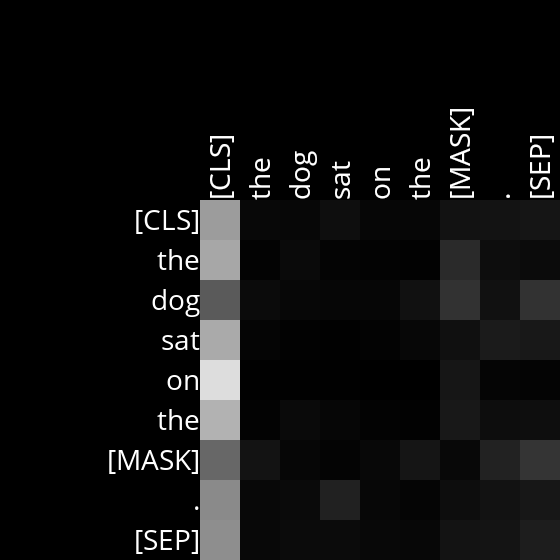 [CLS] the dog sat on the [MASK] . [SEP]
[CLS]
the
dog
sat
on
the
[MASK]
.
[SEP]